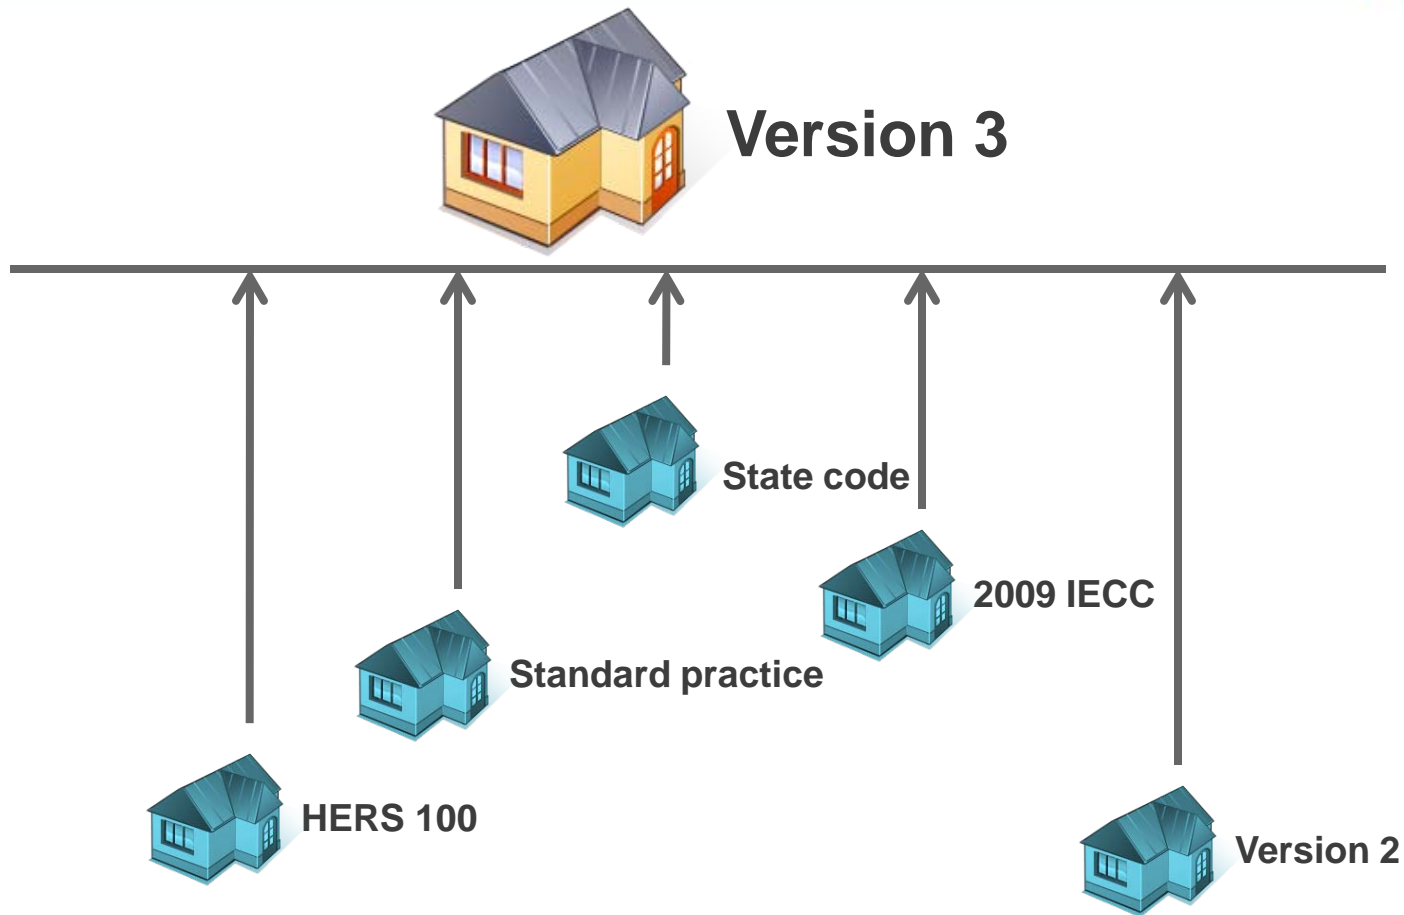 Version 3
State code
2009 IECC
Standard practice
HERS 100
Version 2